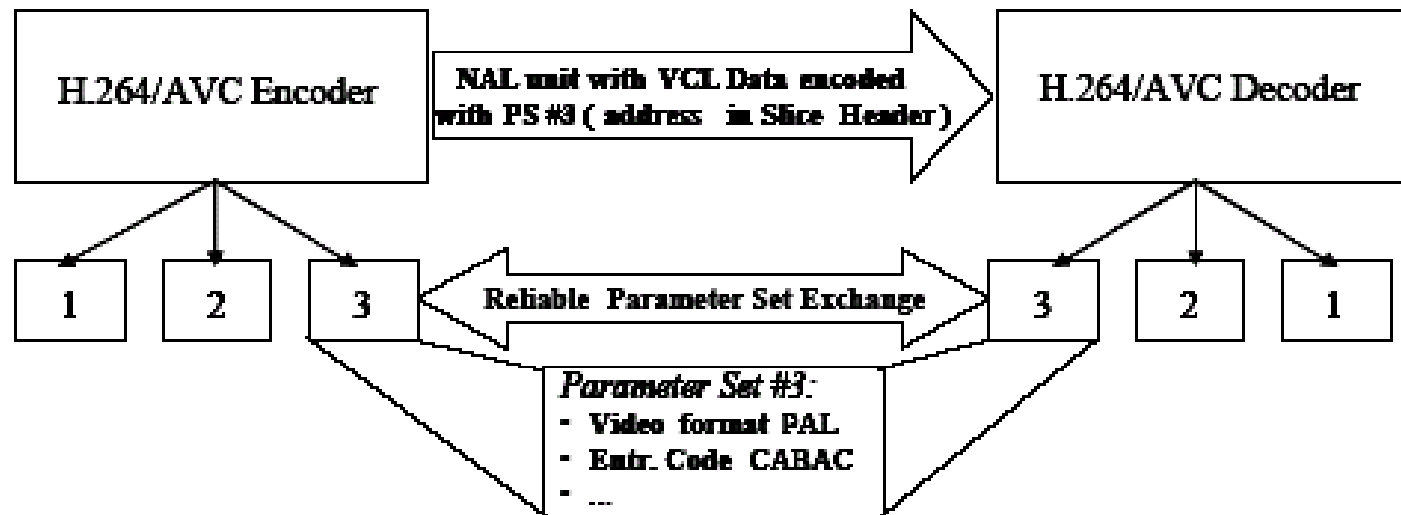 H.264/AVC Encoder
NAL unit with VCL Data encoded
with PS #3 ( address in Slice Header )
H.264/AVC Decoder
1
2
3
Reliable Parameter Set Exchange
3
2
1
Parameter Set #3:
- Video format PAL
- Entr. Code CABAC
- ...